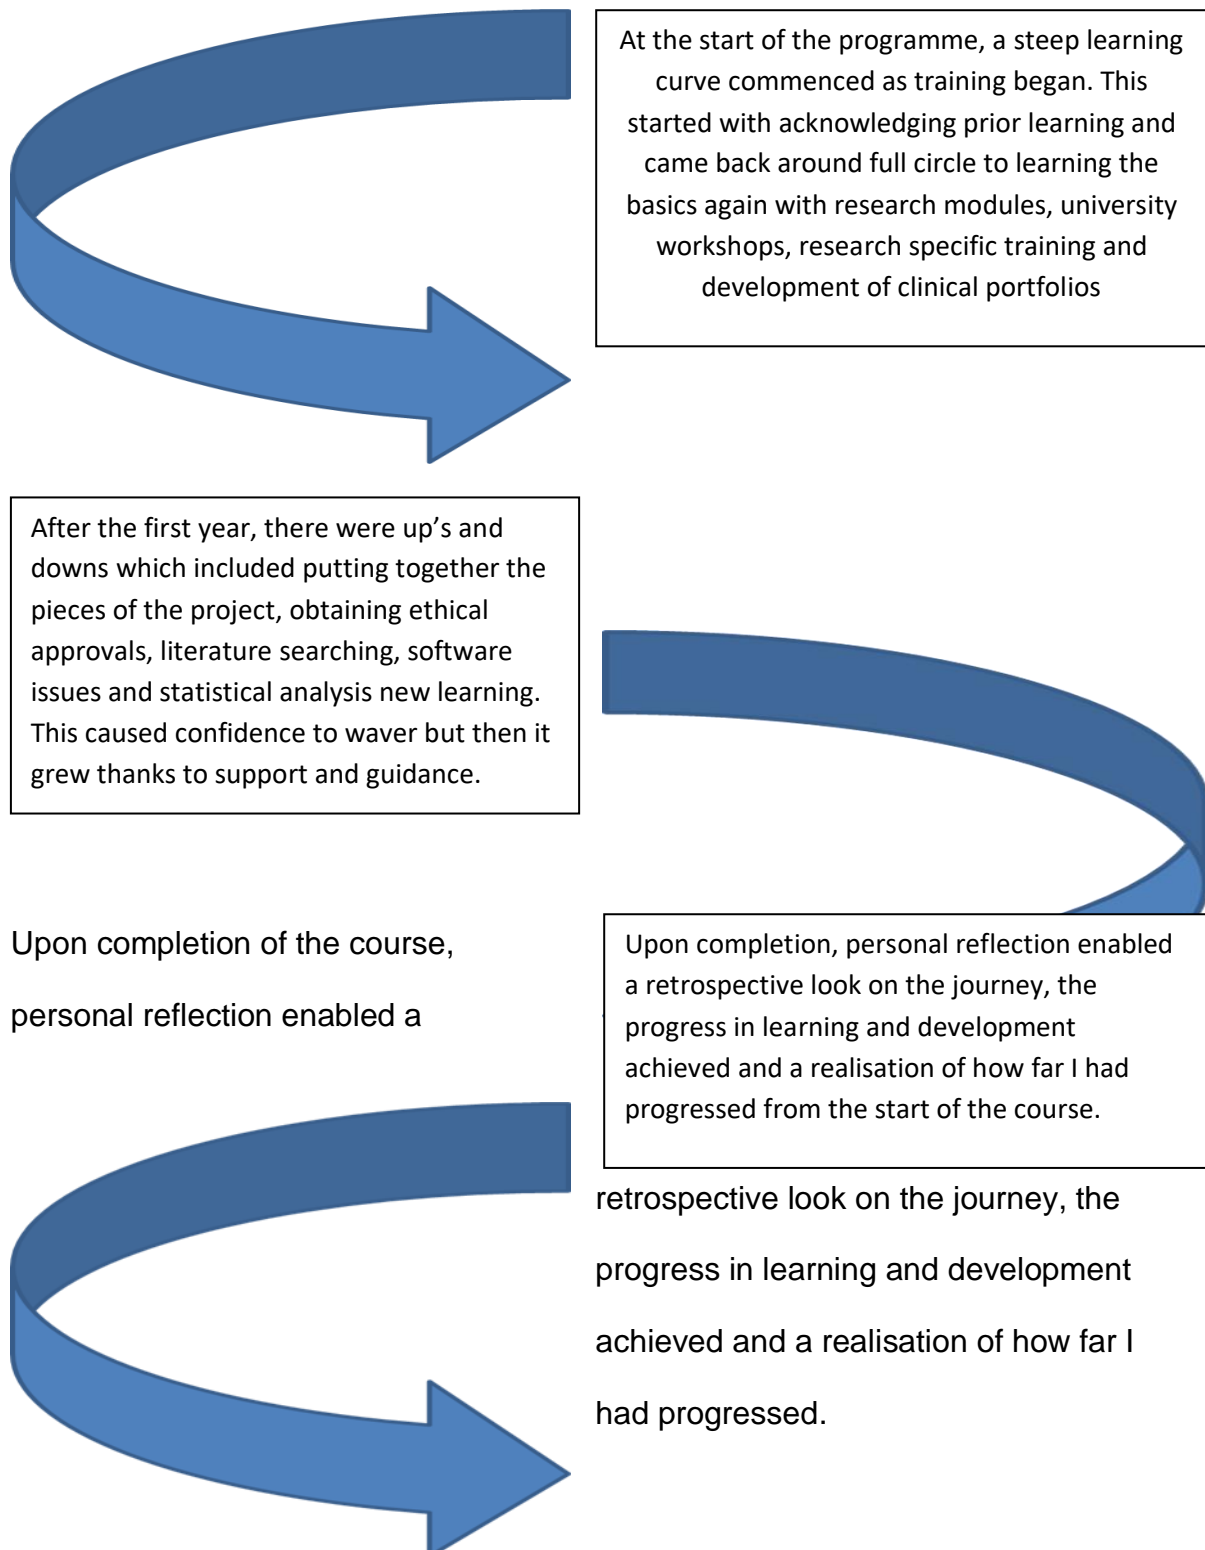 At the start of the programme, a steep learning
curve commenced as training began. This
started with acknowledging prior learning and
came back around full circle to learning the
basics again with research modules, university
workshops, research specific training and
development of clinical portfolios
After the first year, there were up’s and
downs which included putting together the
pieces of the project, obtaining ethical
approvals, literature searching, software
issues and statistical analysis new learning.
This caused confidence to waver but then it
grew thanks to support and guidance.
Upon completion, personal reflection enabled
a retrospective look on the journey, the
progress in learning and development
achieved and a realisation of how far I had
progressed from the start of the course.
Upon completion of the course,
personal reflection enabled a
retrospective look on the journey, the
progress in learning and development
achieved and a realisation of how far I
had progressed.